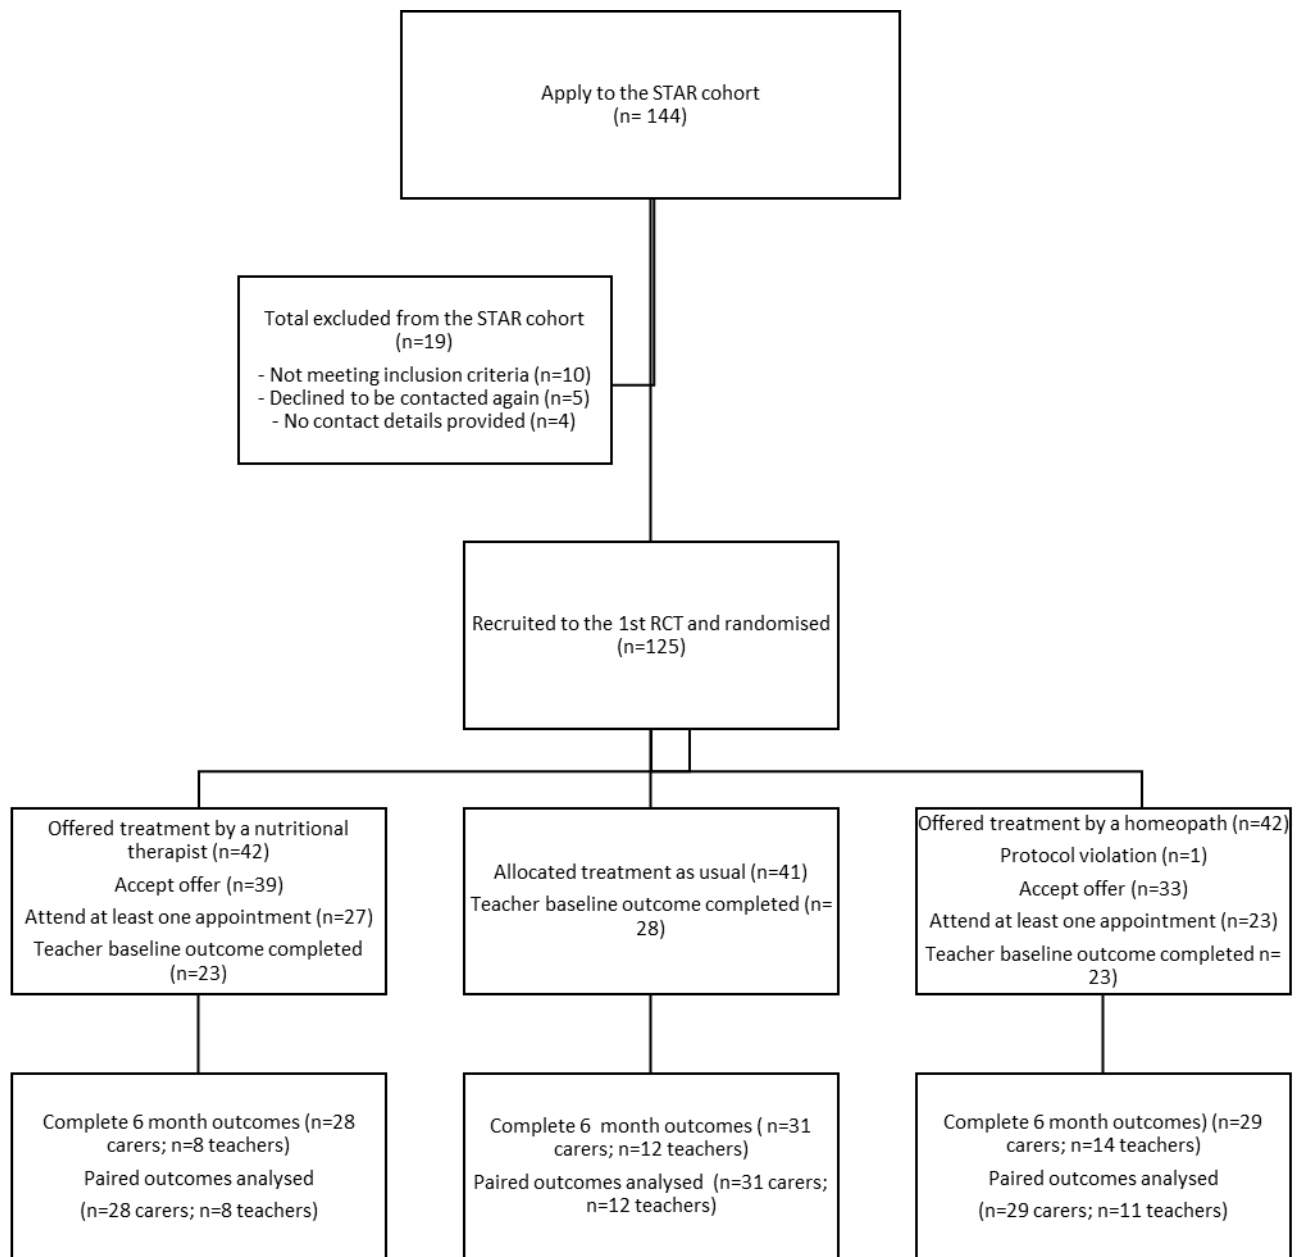 Apply to the STAR cohort
(n= 144)
Total excluded from the STAR cohort
(n=19)
- Not meeting inclusion criteria (n=10)
- Declined to be contacted again (n=5)
- No contact details provided (n=4)
Recruited to the 1st RCT and randomised
(n=125)
Offered treatment by a nutritional
therapist (n=42)
Accept offer (n=39)
Attend at least one appointment (n=27)
Teacher baseline outcome completed
(n=23)
Allocated treatment as usual (n=41)
Teacher baseline outcome completed (n=
28)
Offered treatment by a homeopath (n=42)
Protocol violation (n=1)
Accept offer (n=33)
Attend at least one appointment (n=23)
Teacher baseline outcome completed n=
23)
Complete 6 month outcomes (n=28
carers; n=8 teachers)
Paired outcomes analysed
(n=28 carers; n=8 teachers)
Complete 6  month outcomes ( n=31
carers; n=12 teachers)
Paired outcomes analysed  (n=31 carers;
n=12 teachers)
Complete 6 month outcomes) (n=29
carers; n=14 teachers)
Paired outcomes analysed
(n=29 carers; n=11 teachers)